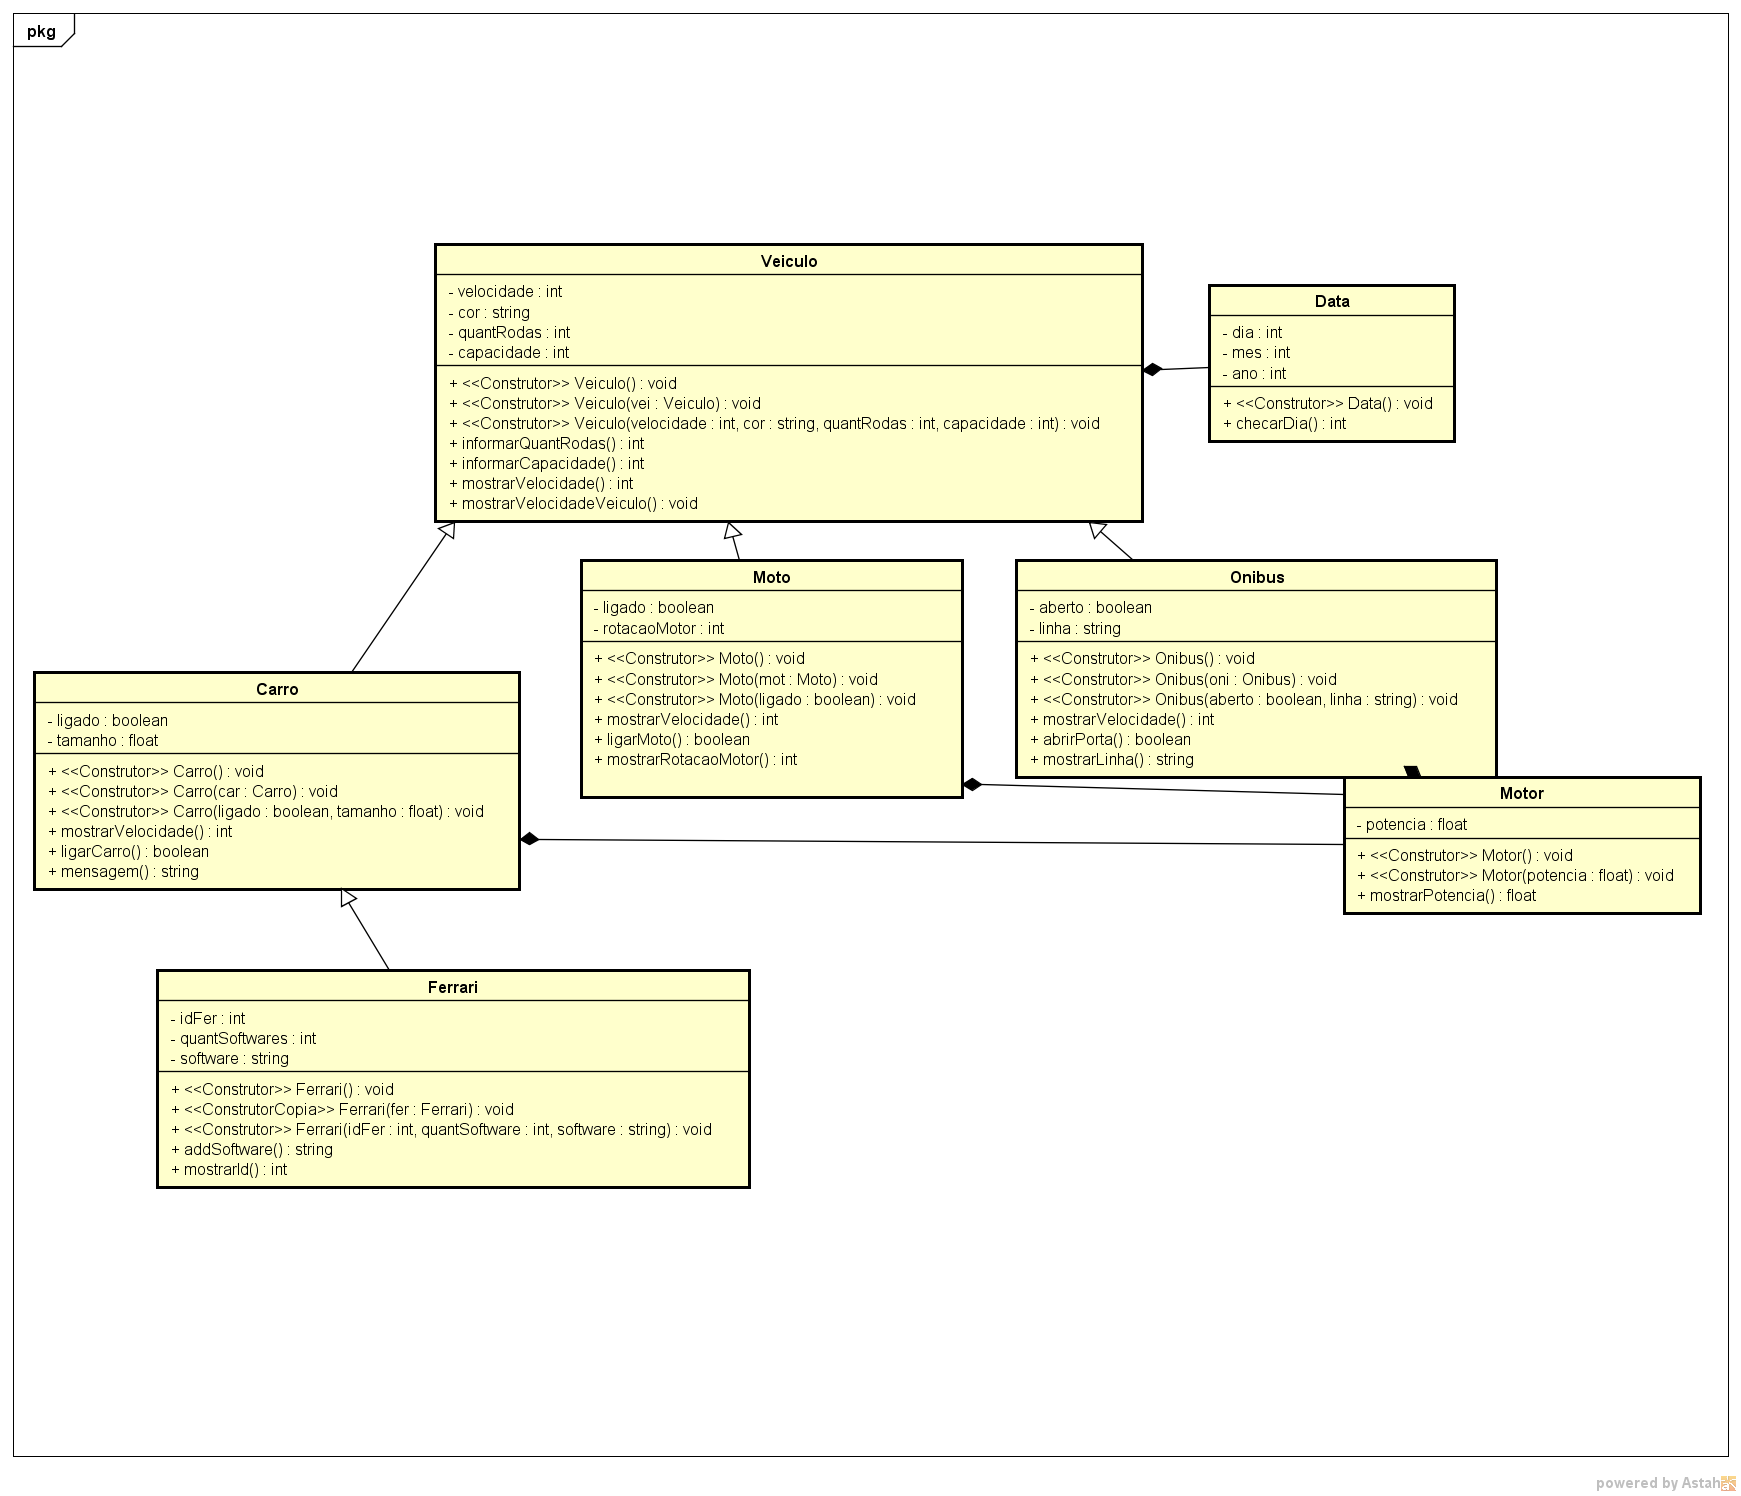 pkg
Veiculo
- velocidade : int
- cor : string
- quantRodas : int
- capacidade : int
+ <<Construtor>> Veiculo() : void
+ <<Construtor>> Veiculo(vei : Veiculo) : void
+ <<Construtor>> Veiculo(velocidade : int, cor : string, quantRodas : int, capacidade : int) : void
+ informarQuantRodas() : int
+ informarCapacidade() : int
+ mostrarVelocidade() : int
+ mostrarVelocidadeVeiculo() : void
Data
- dia : int
- mes : int
- ano : int
+ <<Construtor>> Data() : void
+ checarDia() : int
Moto
- ligado : boolean
- rotacaoMotor : int
+ <<Construtor>> Moto() : void
+ <<Construtor>> Moto(mot : Moto) : void
+ <<Construtor>> Moto(ligado : boolean) : void
+ mostrarVelocidade() : int
+ ligarMoto() : boolean
+ mostrarRotacaoMotor() : int
Onibus
- aberto : boolean
- linha : string
+ <<Construtor>> Onibus() : void
+ <<Construtor>> Onibus(oni : Onibus) : void
+ <<Construtor>> Onibus(aberto : boolean, linha : string) : void
+ mostrarVelocidade() : int
+ abrirPorta() : boolean
+ mostrarLinha() : string
Carro
- ligado : boolean
- tamanho : float
+ <<Construtor>> Carro() : void
+ <<Construtor>> Carro(car : Carro) : void
+ <<Construtor>> Carro(ligado : boolean, tamanho : float) : void
+ mostrarVelocidade() : int
+ ligarCarro() : boolean
+ mensagem() : string
Motor
- potencia : float
+ <<Construtor>> Motor() : void
+ <<Construtor>> Motor(potencia : float) : void
+ mostrarPotencia() : float
Ferrari
- idFer : int
- quantSoftwares : int
- software : string
+ <<Construtor>> Ferrari() : void
+ <<ConstrutorCopia>> Ferrari(fer : Ferrari) : void
+ <<Construtor>> Ferrari(idFer : int, quantSoftware : int, software : string) : void
+ addSoftware() : string
+ mostrarId() : int
powered by Astah